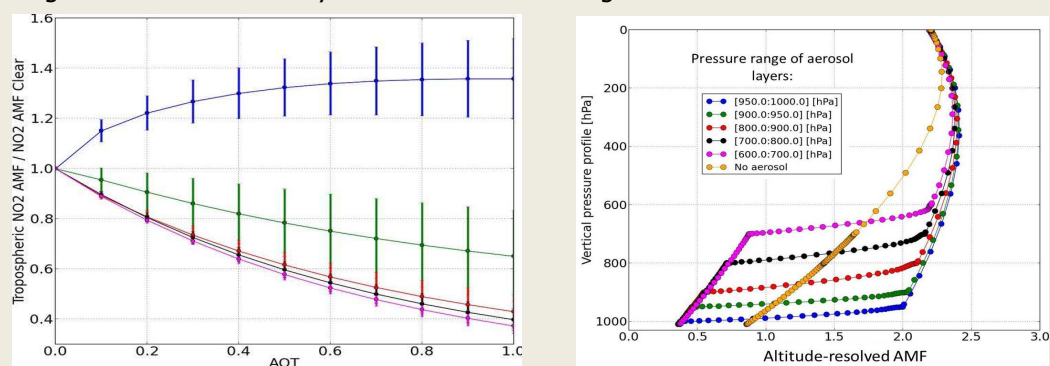 1.6
1.4
1.2
1.0
0.8
0.6
0.4
0.0
0.2
0.4
0.6
0.8
1.0
Tropospheric NO2 AMF / NO2 AMF Clear
AOT
0
200
400
600
800
1000
Vertical pressure profile [hPa]
Pressure range of aerosol
layers:
[950.0:1000.0] [hPa]
[900.0:950.0] [hPa]
[800.0:900.0] [hPa]
[700.0:800.0] [hPa]
[600.0:700.0] [hPa]
No aerosol
0.0
0.5
1.0
1.5
2.0
2.5
3.0
Altitude-resolved AMF